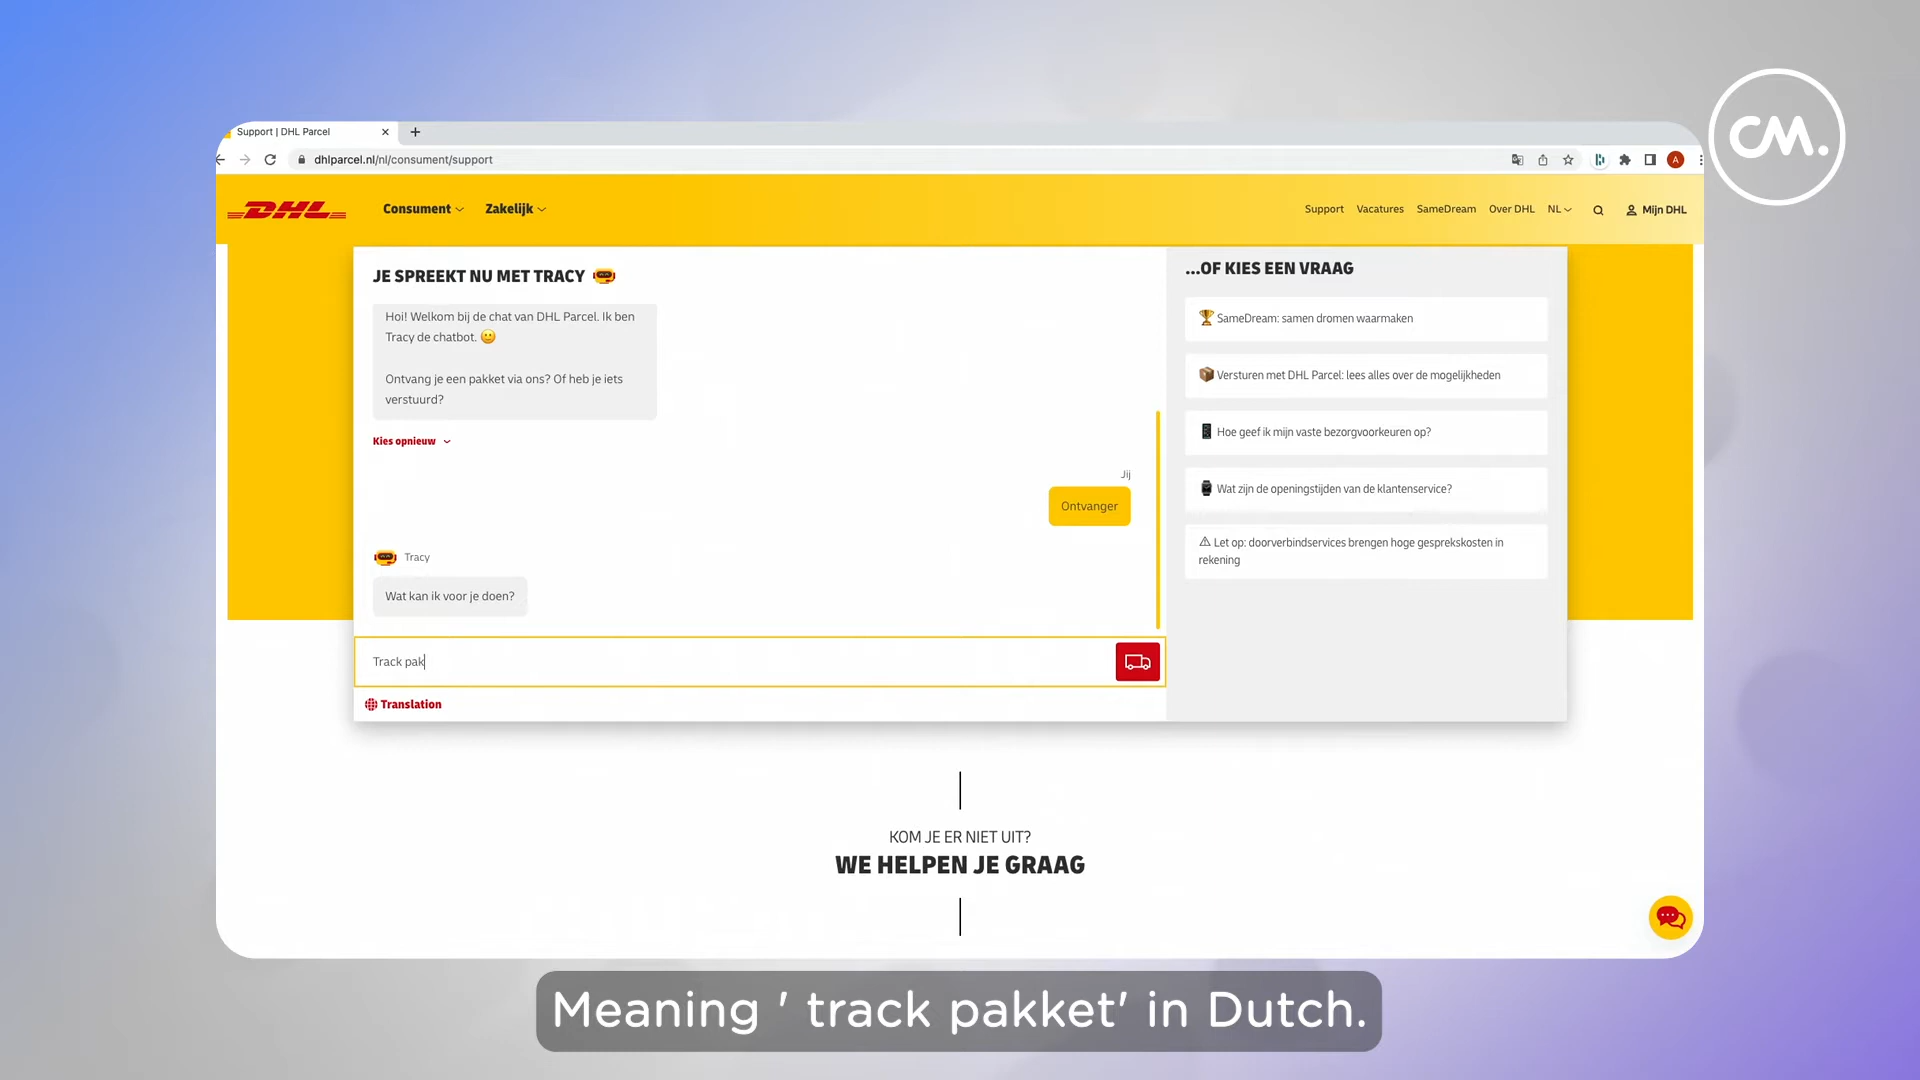 Support | DHL Parcel
dhlparcel.nl/nl/consument/support
A
CM.
DHL
Consument
Zakelijk
Support
Vacatures
SameDream
Over DHL
NL
Mijn DHL
JE SPREEKT NU MET TRACY
Hoi! Welkom bij de chat van DHL Parcel. Ik ben
Tracy de chatbot.
Ontvang je een pakket via ons? Of heb je iets
verstuurd?
Kies opnieuw
Jij
Ontvanger
Tracy
Wat kan ik voor je doen?
Track pak
Translation
...OF KIES EEN VRAAG
SameDream: samen dromen waarmaken
Versturen met DHL Parcel: lees alles over de mogelijkheden
Hoe geef ik mijn vaste bezorgvoorkeuren op?
Wat zijn de openingstijden van de klantenservice?
Let op: doorverbindservices brengen hoge gesprekskosten in
rekening
KOM JE ER NIET UIT?
WE HELPEN JE GRAAG
Meaning ' track pakket' in Dutch.